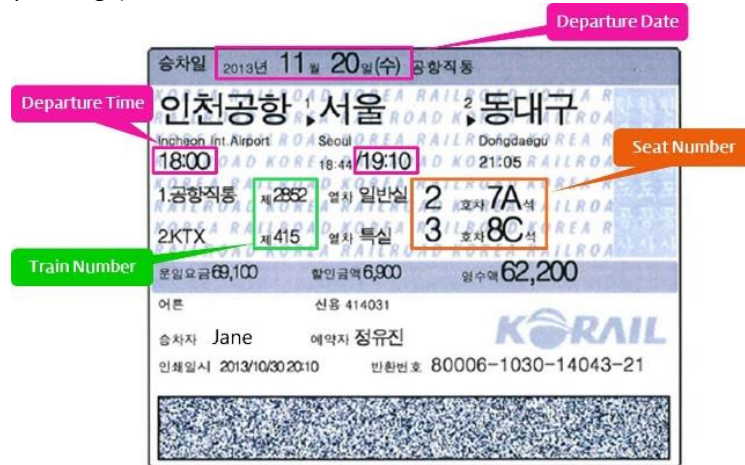 Departure Date
승차일 2013년 11월 20일(수) 공항직통
Departure Time
인천공항 1 서울 2 동대구
Incheon Int.Airport Seoul Dongdaegu
Seat Number
18:00 18:44/19:10 21:05
1.공항직통 제2852 열차 일반실 2 호차 7A석
2.KTX 제415 열차 특실 3 호차 8C석
Train Number
운임요금 69,100 할인금액 6,900 영수액 62,200
어른 신용 414031
KORAIL
승차자 Jane 예약자 정유진
인쇄일시 2013/10/30 20:10 반환번호 80006-1030-14043-21